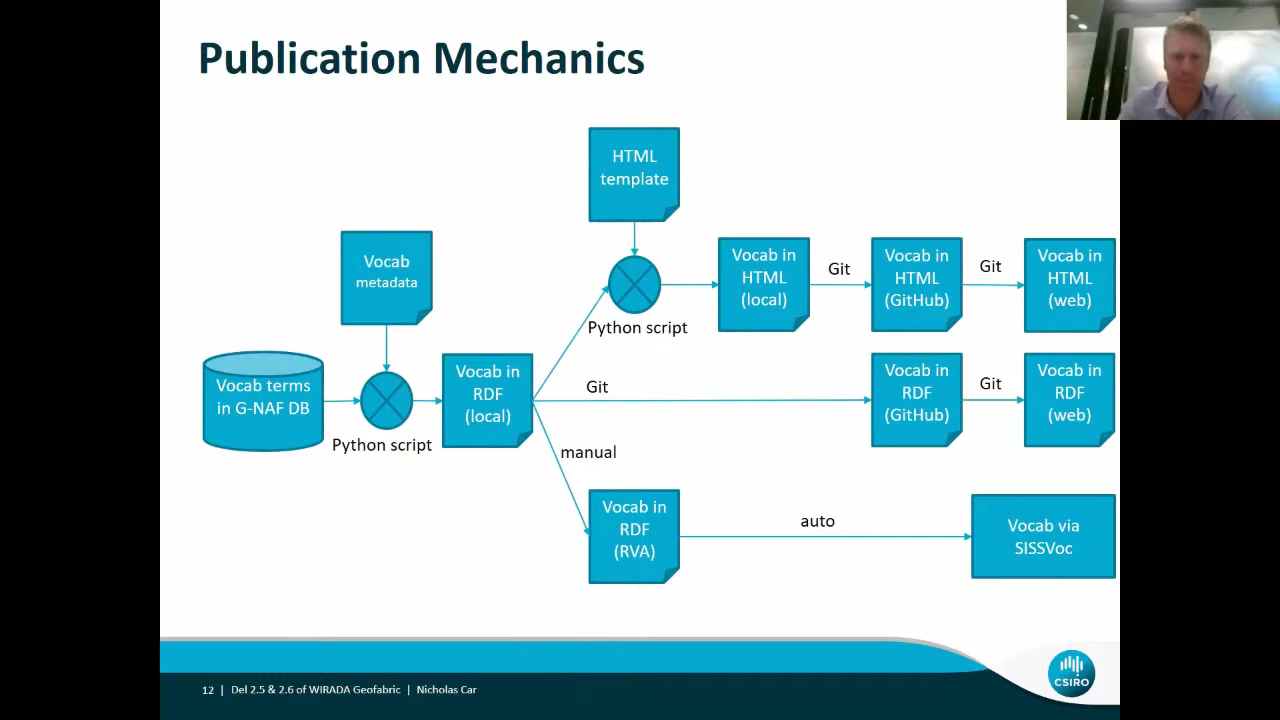 Publication Mechanics
HTML
template
Vocab
metadata
Vocab in
HTML
(local)
Git
Vocab in
HTML
(GitHub)
Git
Vocab in
HTML
(web)
Python script
Vocab terms
in G-NAF DB
Python script
Vocab in
RDF
(local)
Git
Vocab in
RDF
(GitHub)
Git
Vocab in
RDF
(web)
manual
Vocab in
RDF
(RVA)
auto
Vocab via
SISSVoc
12 | Del 2.5 & 2.6 of WIRADA Geofabric | Nicholas Car
CSIRO